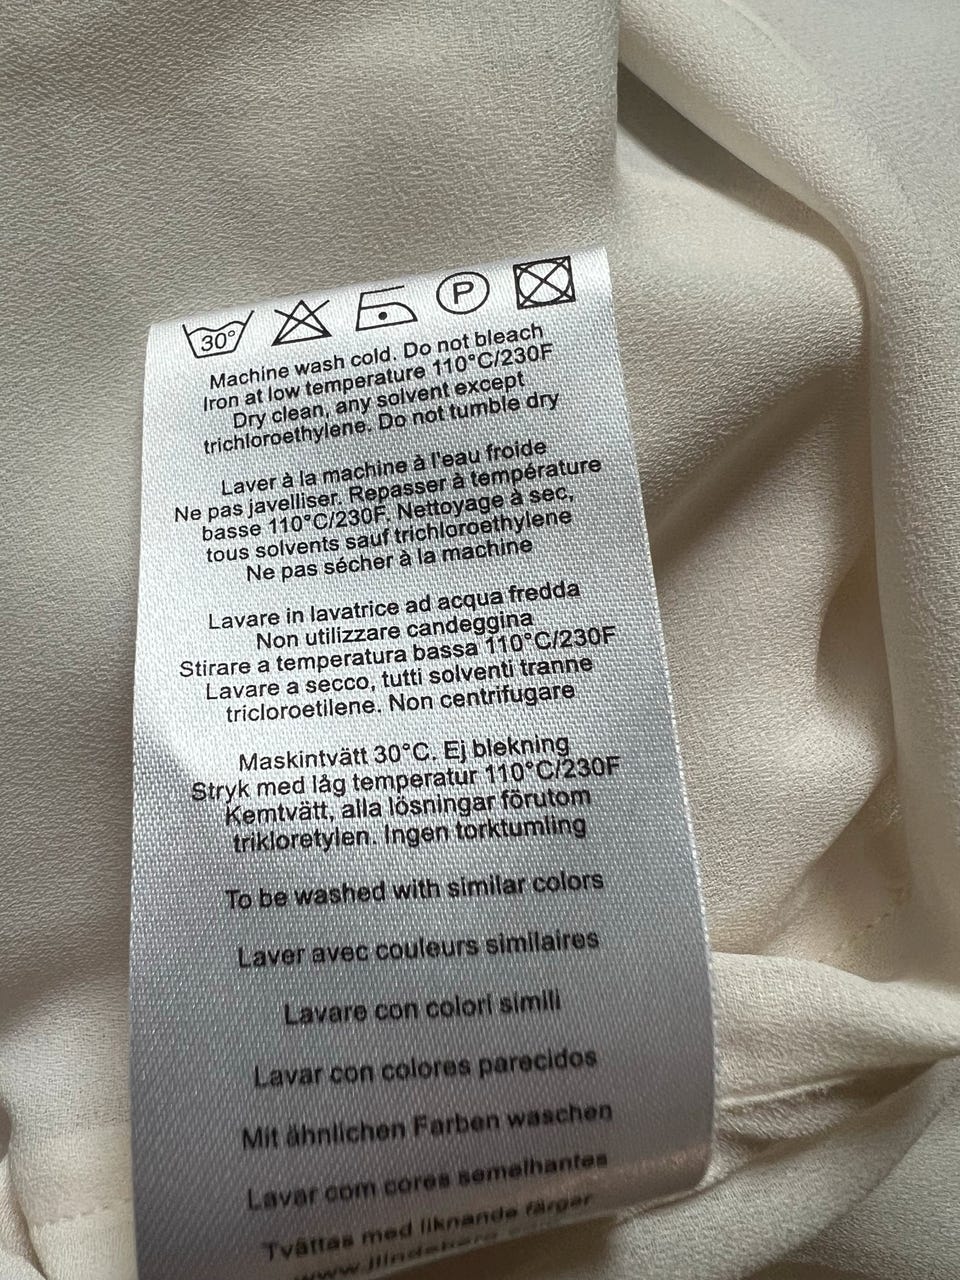 30°
P
Machine wash cold. Do not bleach
Iron at low temperature 110°C/230F
Dry clean, any solvent except
trichloroethylene. Do not tumble dry
Laver à la machine à l'eau froide
Ne pas javelliser. Repasser à température
basse 110°C/230F. Nettoyage à sec,
tous solvents sauf trichloroethylene
Ne pas sécher à la machine
Lavare in lavatrice ad acqua fredda
Non utilizzare candeggina
Stirare a temperatura bassa 110°C/230F
Lavare a secco, tutti solventi tranne
tricloroetilene. Non centrifugare
Maskintvätt 30°C. Ej blekning
Stryk med låg temperatur 110°C/230F
Kemtvätt, alla lösningar förutom
trikloretylen. Ingen torktumling
To be washed with similar colors
Laver avec couleurs similaires
Lavare con colori simili
Lavar con colores parecidos
Mit ähnlichen Farben waschen
Lavar com cores semelhantes
Tvättas med liknande färger